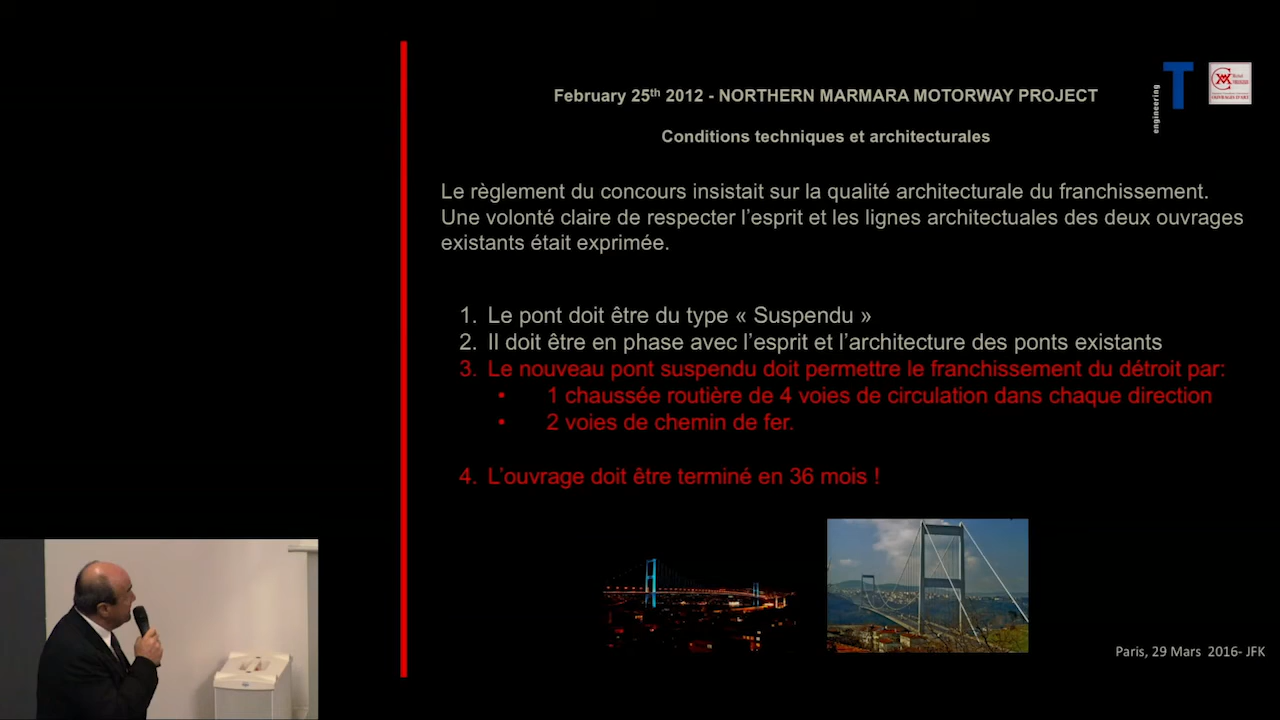 February 25th 2012 - NORTHERN MARMARA MOTORWAY PROJECT
Conditions techniques et architecturales
T
engineering
Le règlement du concours insistait sur la qualité architecturale du franchissement.
Une volonté claire de respecter l'esprit et les lignes architectuales des deux ouvrages
existants était exprimée.
1. Le pont doit être du type « Suspendu »
2. Il doit être en phase avec l'esprit et l'architecture des ponts existants
3. Le nouveau pont suspendu doit permettre le franchissement du détroit par:
• 1 chaussée routière de 4 voies de circulation dans chaque direction
• 2 voies de chemin de fer.
4. L'ouvrage doit être terminé en 36 mois !
Paris, 29 Mars 2016- JFK